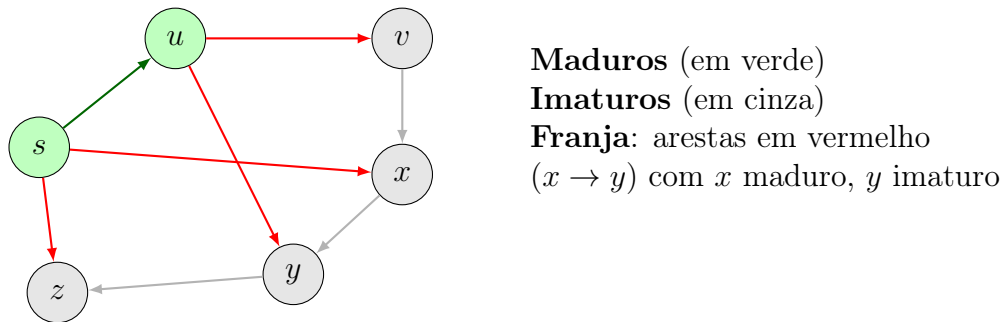 u
v
s
x
y
z
Maduros (em verde)
Imaturos (em cinza)
Franja: arestas em vermelho
(x → y) com x maduro, y imaturo